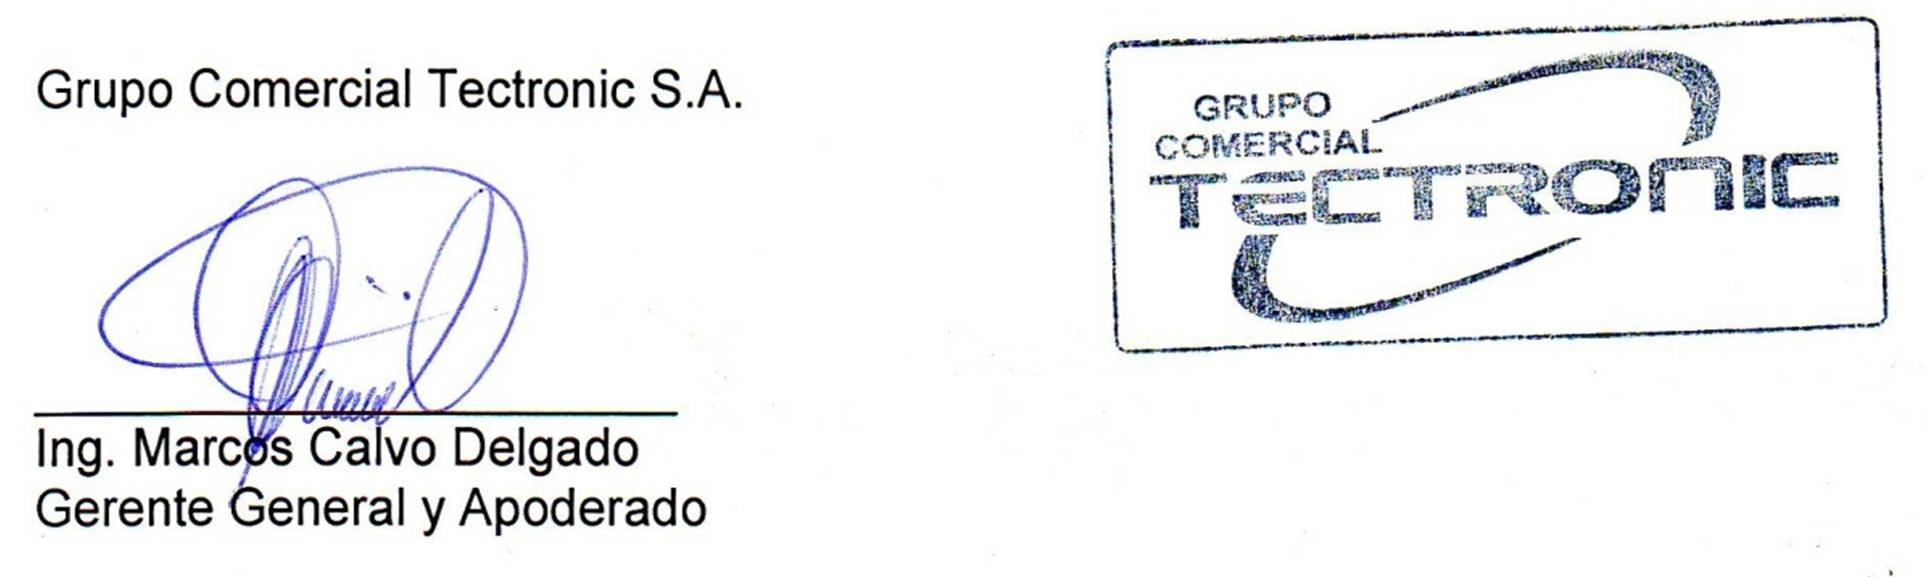 Grupo Comercial Tectronic S.A.
GRUPO
COMERCIAL
TECTRONIC
Ing. Marcos Calvo Delgado
Gerente General y Apoderado